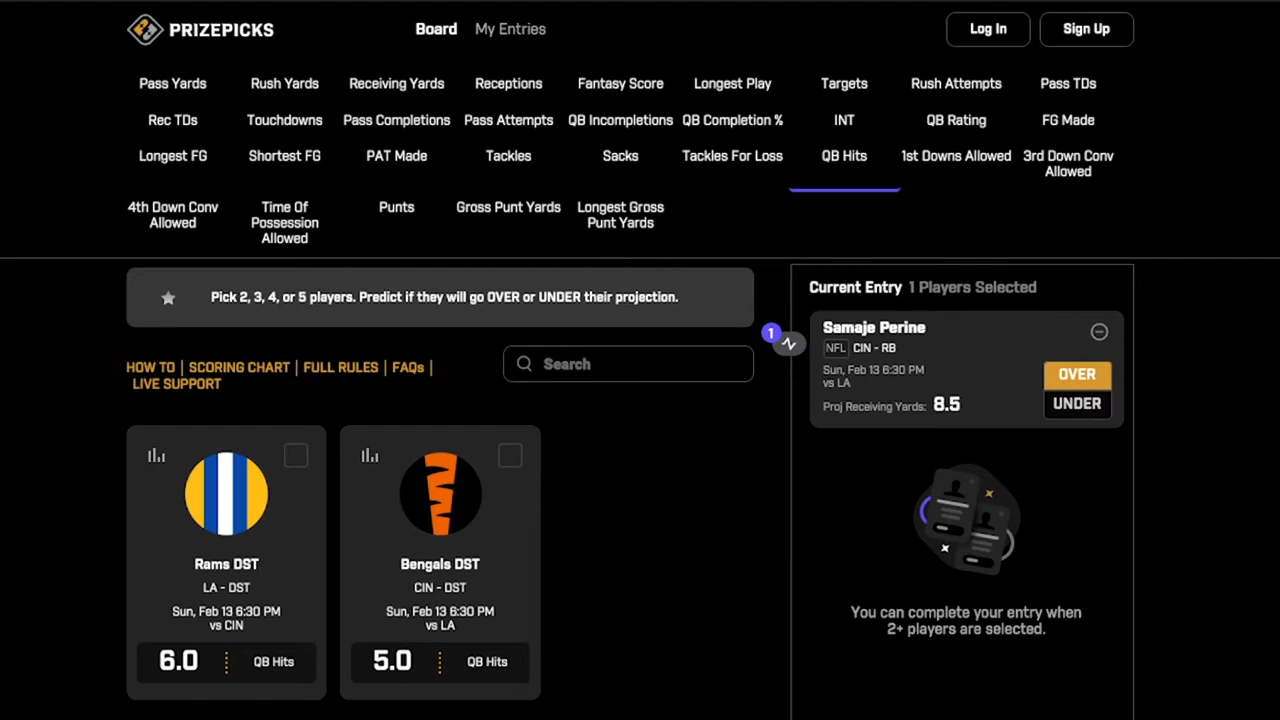 PRIZEPICKS
Board My Entries
Log In Sign Up
Pass Yards Rush Yards Receiving Yards Receptions Fantasy Score Longest Play Targets Rush Attempts Pass TDs
Rec TDs Touchdowns Pass Completions Pass Attempts QB Incompletions QB Completion % INT QB Rating FG Made
Longest FG Shortest FG PAT Made Tackles Sacks Tackles For Loss QB Hits 1st Downs Allowed 3rd Down Conv
Allowed
4th Down Conv Time Of Punts Gross Punt Yards Longest Gross
Allowed Possession Punt Yards
Allowed
Pick 2, 3, 4, or 5 players. Predict if they will go OVER or UNDER their projection.
HOW TO | SCORING CHART | FULL RULES | FAQs |
LIVE SUPPORT
Search
Rams DST
LA - DST
Sun, Feb 13 6:30 PM
vs CIN
6.0 QB Hits
Bengals DST
CIN - DST
Sun, Feb 13 6:30 PM
vs LA
5.0 QB Hits
1
Current Entry 1 Players Selected
Samaje Perine
NFL CIN - RB
Sun, Feb 13 6:30 PM
vs LA
Proj Receiving Yards: 8.5
OVER
UNDER
You can complete your entry when
2+ players are selected.